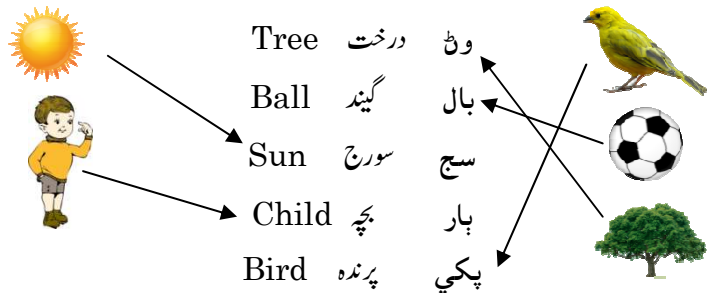 Tree درخت وڻ
Ball گیند بال
Sun سورج سج
Child بچہ ٻار
Bird پرندہ پکي